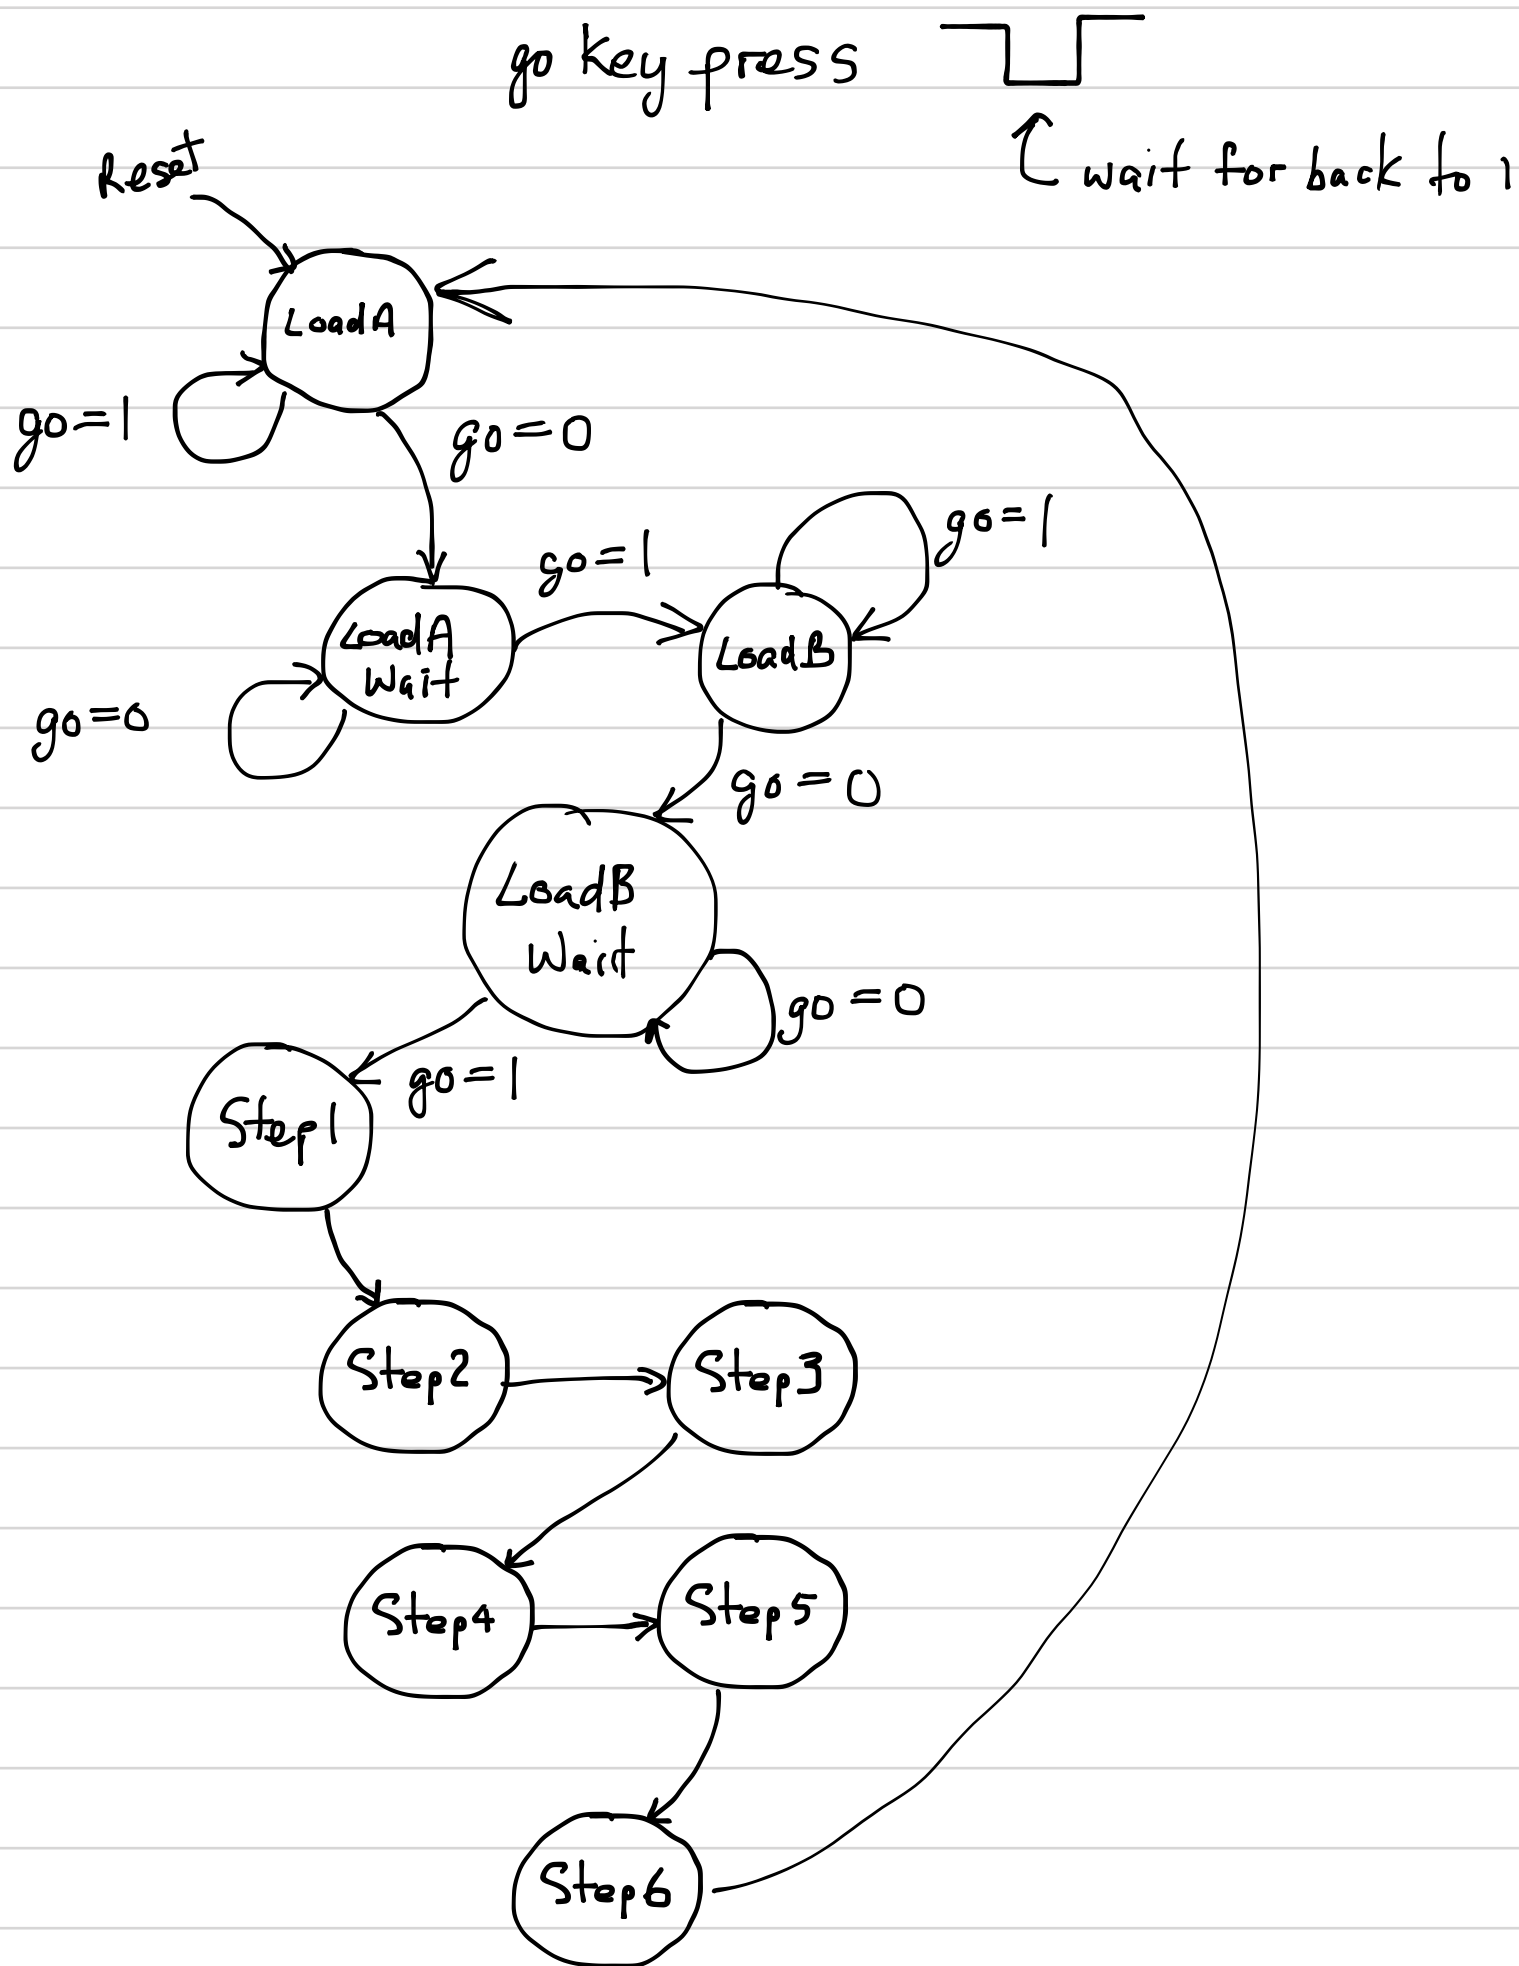 go key press
wait for back to 1
Reset
LoadA
go=1
go=0
LoadA
Wait
go=0
go=1
LoadB
go=1
go=0
LoadB
Wait
go=0
go=1
Step1
Step2
Step3
Step4
Step5
Step6